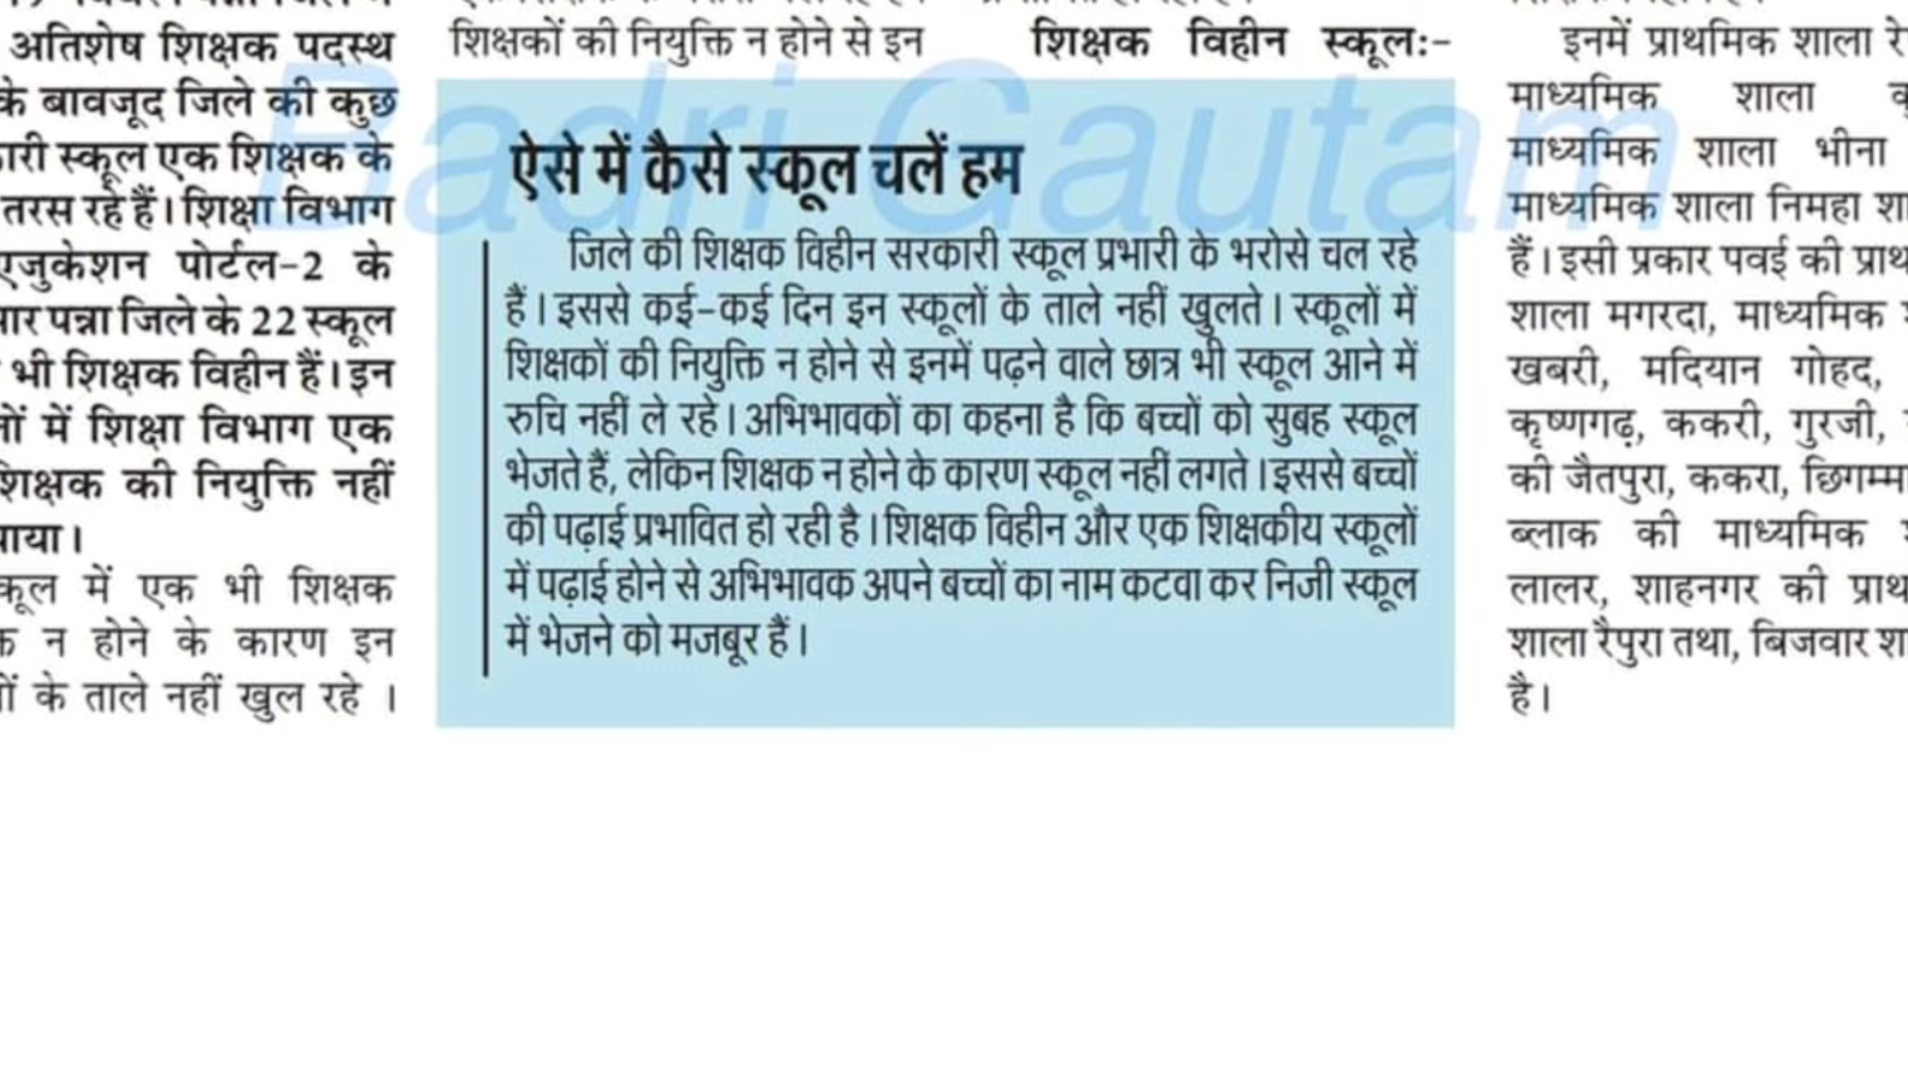 अतिशेष शिक्षक पदस्थ
के बावजूद जिले की कुछ
स्कूल एक शिक्षक के
तरस रहे हैं। शिक्षा विभाग
एजुकेशन पोर्टल-2 के
पन्ना जिले के 22 स्कूल
भी शिक्षक विहीन हैं। इन
में शिक्षा विभाग एक
शिक्षक की नियुक्ति नहीं
में एक भी शिक्षक
न होने के कारण इन
के ताले नहीं खुल रहे ।
शिक्षकों की नियुक्ति न होने से इन
शिक्षक विहीन स्कूलः-
Badri Gautam
ऐसे में कैसे स्कूल चलें हम
जिले की शिक्षक विहीन सरकारी स्कूल प्रभारी के भरोसे चल रहे
हैं। इससे कई-कई दिन इन स्कूलों के ताले नहीं खुलते। स्कूलों में
शिक्षकों की नियुक्ति न होने से इनमें पढ़ने वाले छात्र भी स्कूल आने में
रुचि नहीं ले रहे। अभिभावकों का कहना है कि बच्चों को सुबह स्कूल
भेजते हैं, लेकिन शिक्षक न होने के कारण स्कूल नहीं लगते। इससे बच्चों
की पढ़ाई प्रभावित हो रही है। शिक्षक विहीन और एक शिक्षकीय स्कूलों
में पढ़ाई होने से अभिभावक अपने बच्चों का नाम कटवा कर निजी स्कूल
में भेजने को मजबूर हैं।
इनमें प्राथमिक शाला
माध्यमिक शाला
माध्यमिक शाला भीना
माध्यमिक शाला निमहा
हैं। इसी प्रकार पवई की
शाला मगरदा, माध्यमिक
खबरी, मदियान गोहद,
कृष्णगढ़, ककरी, गुरजी,
की जैतपुरा, ककरा,
ब्लाक की माध्यमिक
लालर, शाहनगर की
शाला रैपुरा तथा, बिजवार
है।